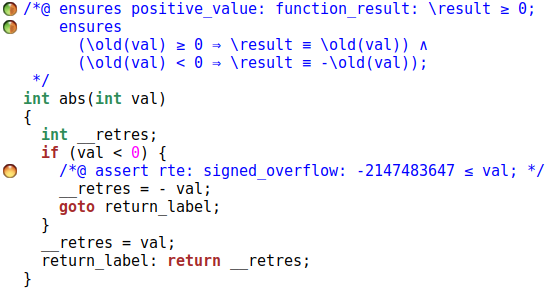 /*@ ensures positive_value: function_result: \result ≥ 0;
    ensures
      (\old(val) ≥ 0 ⇒ \result ≡ \old(val)) ∧
      (\old(val) < 0 ⇒ \result ≡ -\old(val));
 */
int abs(int val)
{
  int __retres;
  if (val < 0) {
    /*@ assert rte: signed_overflow: -2147483647 ≤ val; */
    __retres = - val;
    goto return_label;
  }
  __retres = val;
  return_label: return __retres;
}